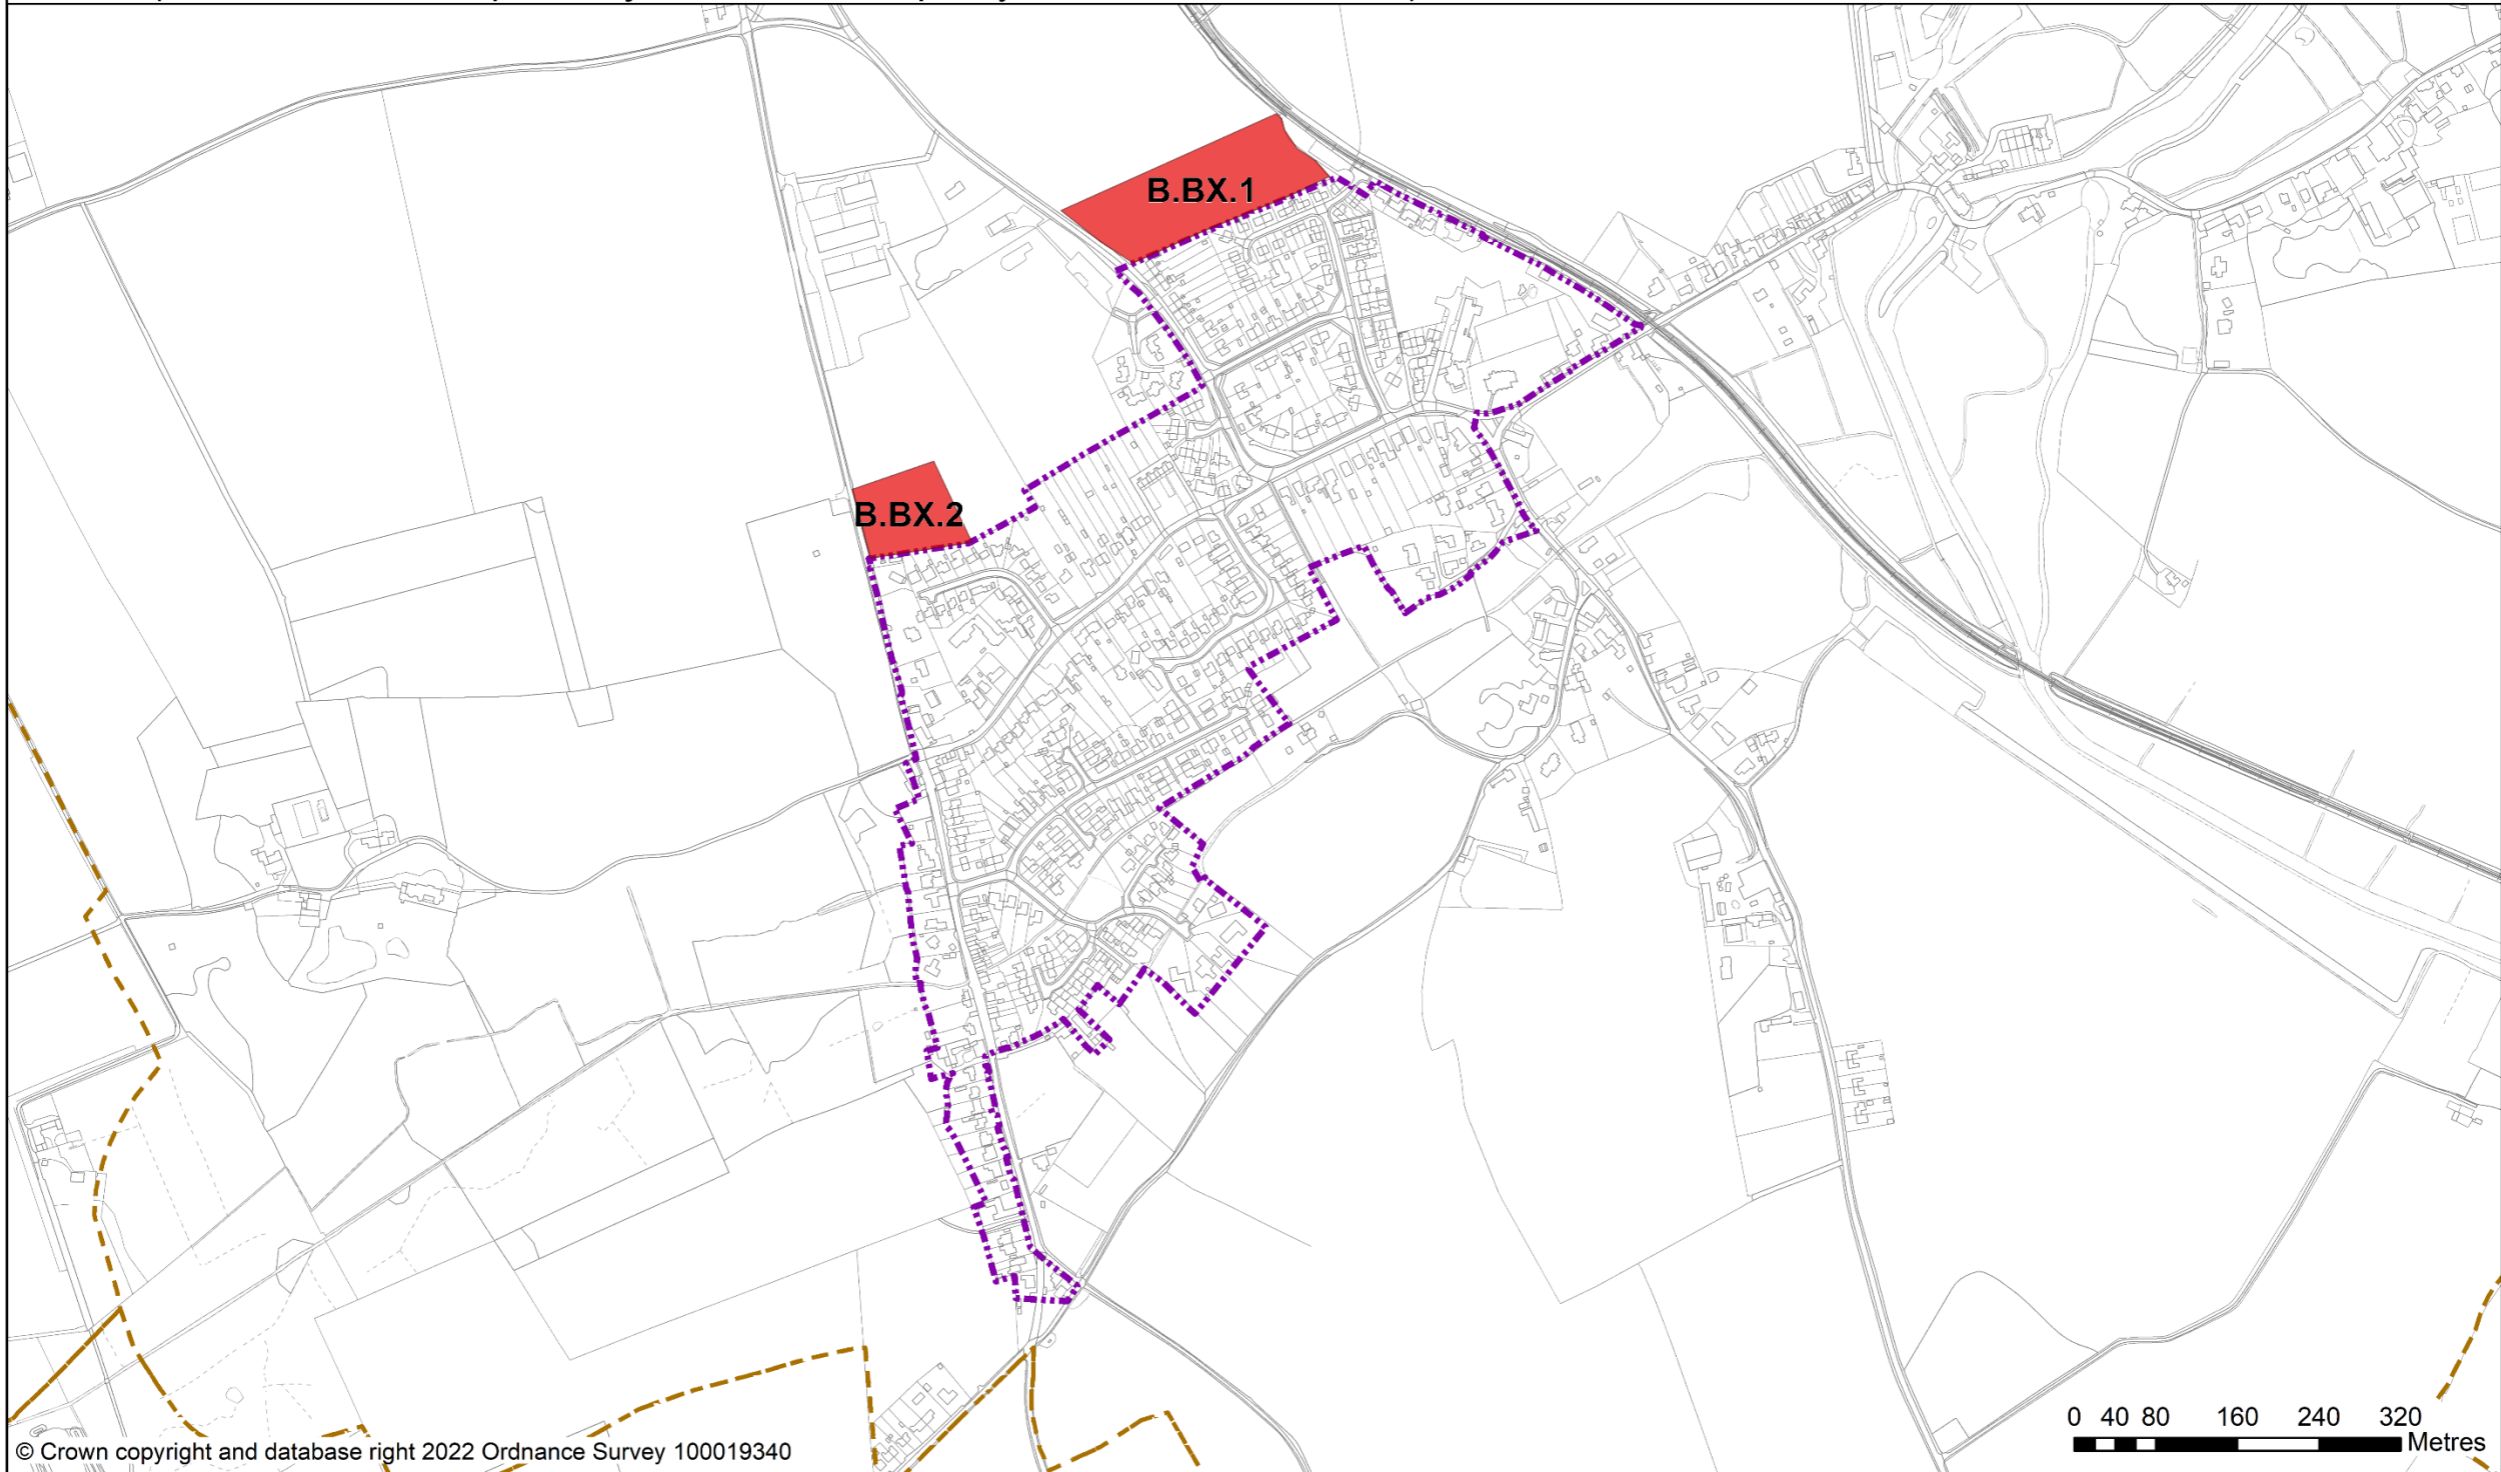 B.BX.1
B.BX.2
0 40 80 160 240 320
Metres
© Crown copyright and database right 2022 Ordnance Survey 100019340